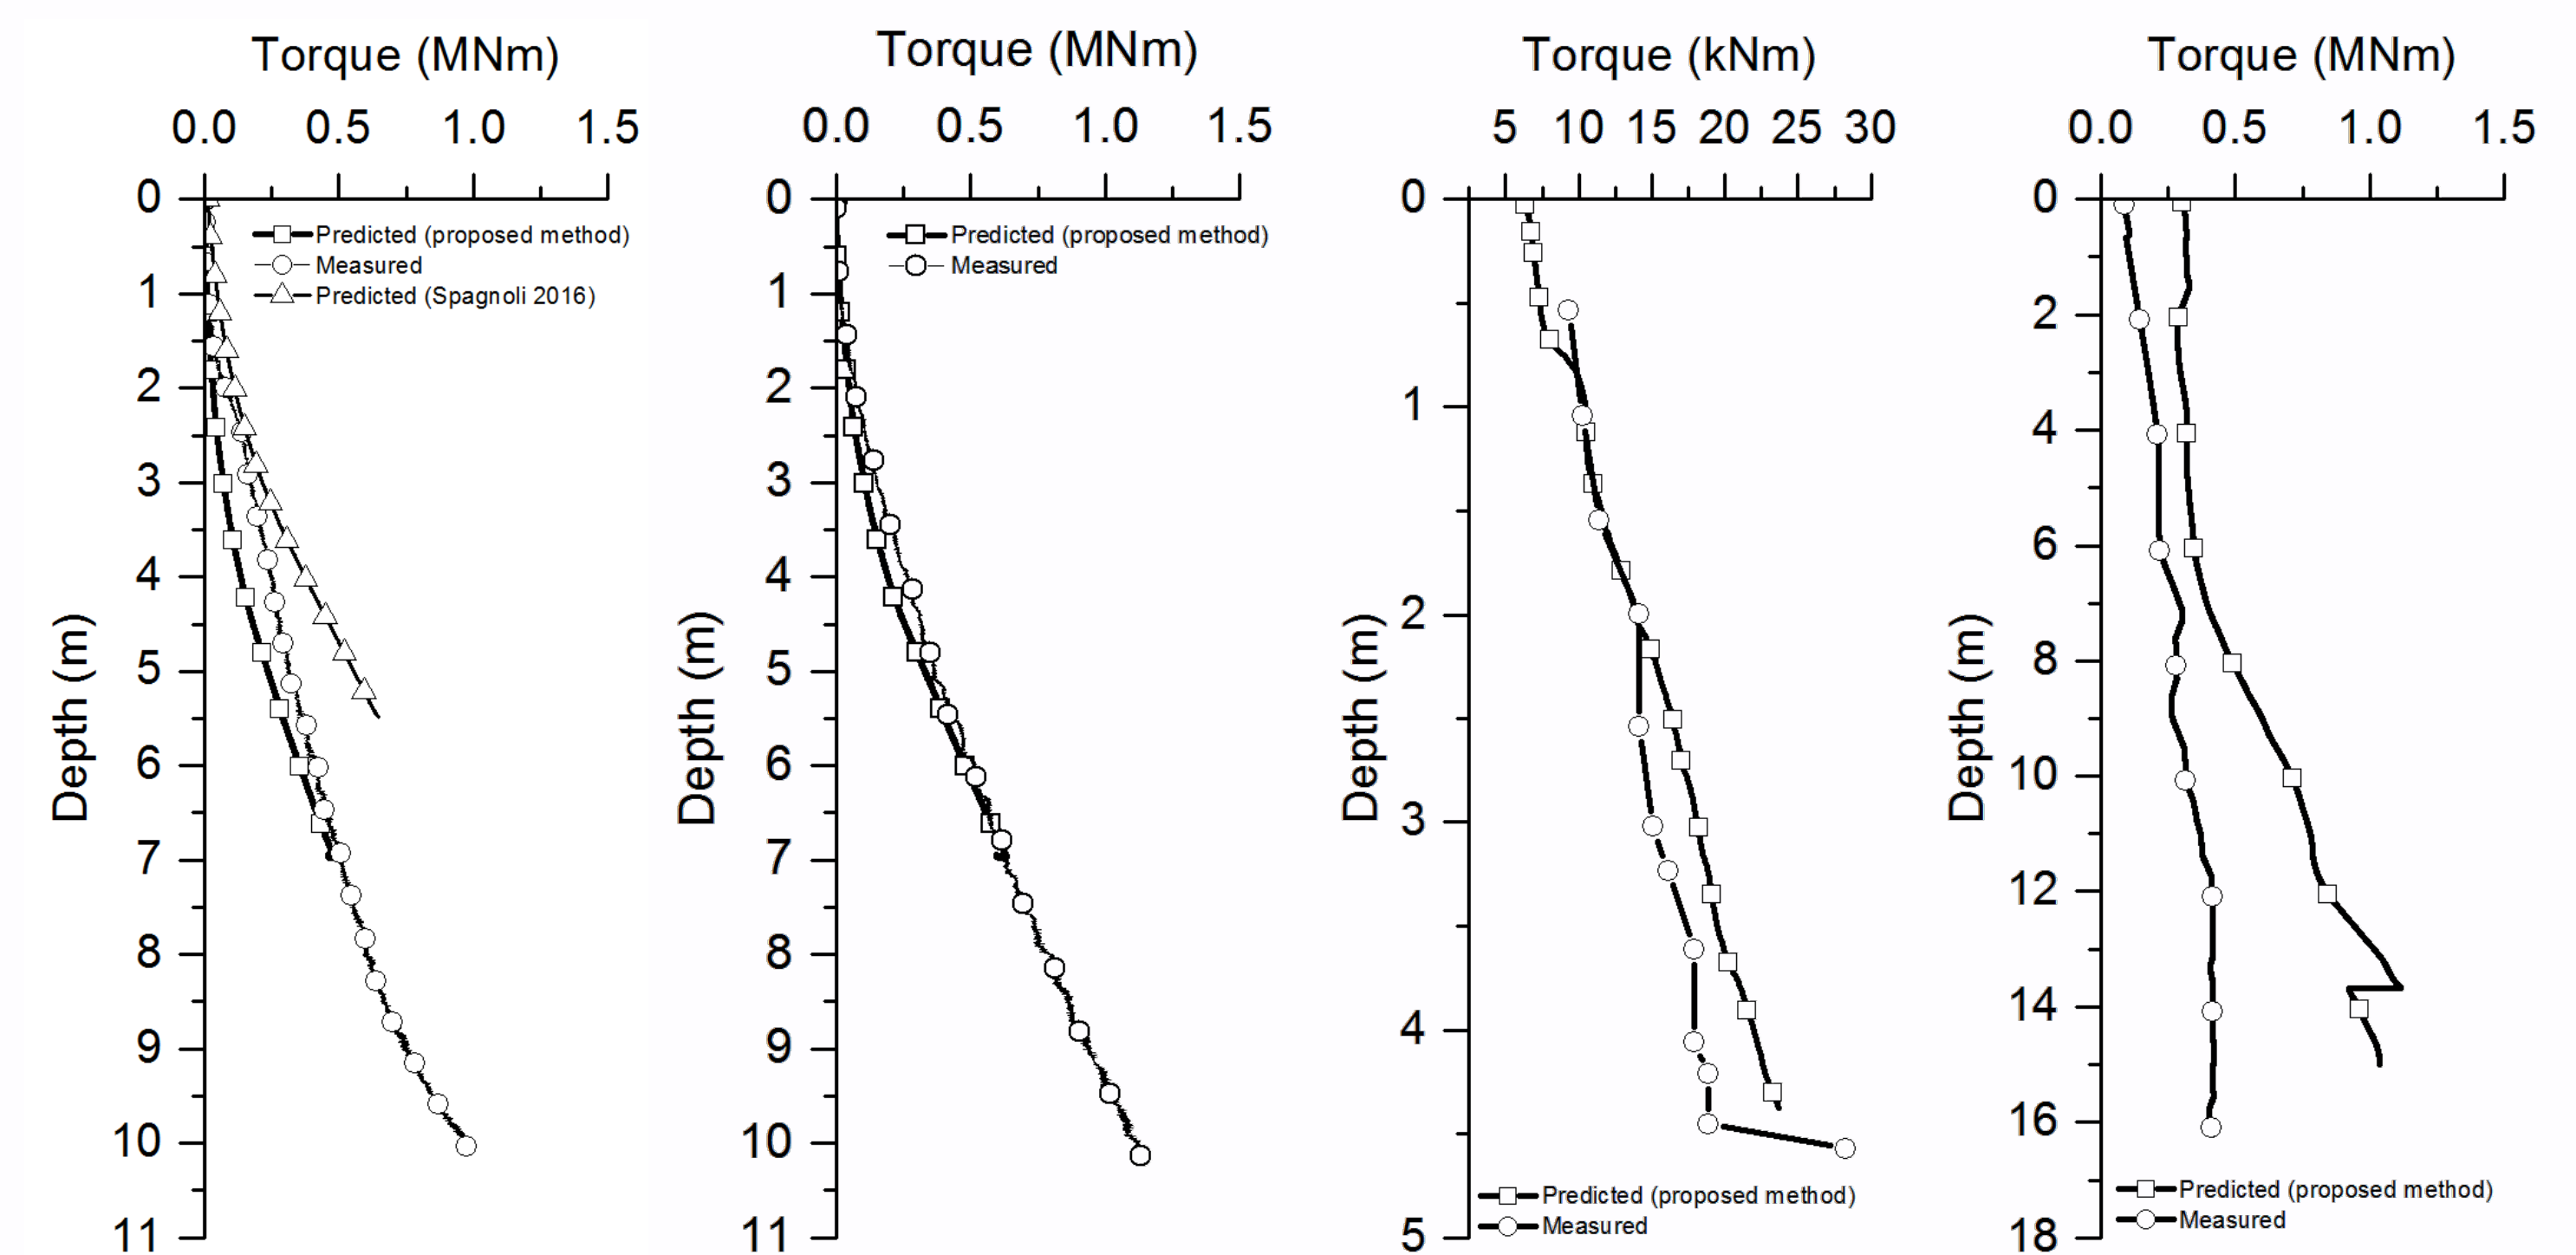 Torque (MNm)
0.0 0.5 1.0 1.5
0
1
2
3
4
5
6
7
8
9
10
11
Depth (m)
Predicted (proposed method)
Measured
Predicted (Spagnoli 2016)
Torque (MNm)
0.0 0.5 1.0 1.5
0
1
2
3
4
5
6
7
8
9
10
11
Depth (m)
Predicted (proposed method)
Measured
Torque (kNm)
5 10 15 20 25 30
0
1
2
3
4
5
Depth (m)
Predicted (proposed method)
Measured
Torque (MNm)
0.0 0.5 1.0 1.5
0
2
4
6
8
10
12
14
16
18
Depth (m)
Predicted (proposed method)
Measured